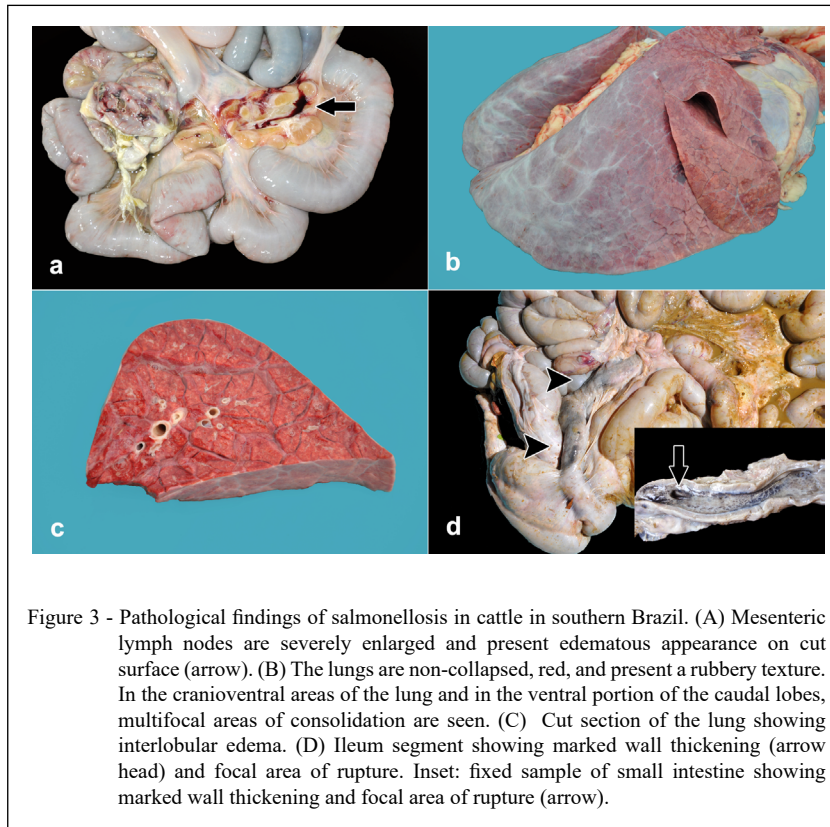 a
b
c
d
Figure 3 - Pathological findings of salmonellosis in cattle in southern Brazil. (A) Mesenteric
lymph nodes are severely enlarged and present edematous appearance on cut
surface (arrow). (B) The lungs are non-collapsed, red, and present a rubbery texture.
In the cranioventral areas of the lung and in the ventral portion of the caudal lobes,
multifocal areas of consolidation are seen. (C) Cut section of the lung showing
interlobular edema. (D) Ileum segment showing marked wall thickening (arrow
head) and focal area of rupture. Inset: fixed sample of small intestine showing
marked wall thickening and focal area of rupture (arrow).